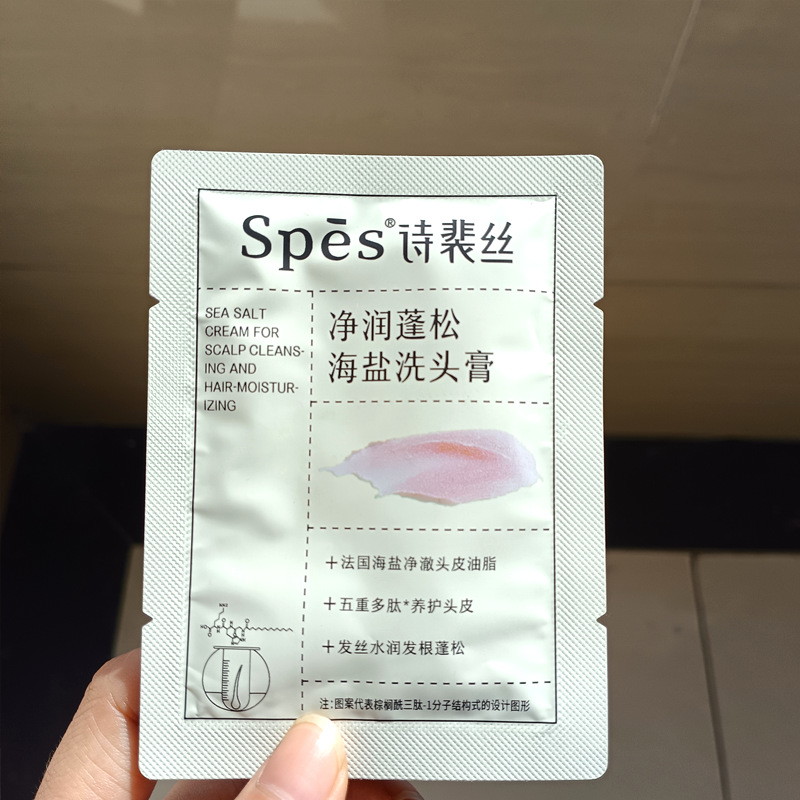 Spēs®诗裴丝
SEA SALT
CREAM FOR
SCALP CLEANS-
ING AND
HAIR-MOISTUR-
IZING
净润蓬松
海盐洗头膏
+法国海盐净澈头皮油脂
+五重多肽*养护头皮
+发丝水润发根蓬松
注:图案代表棕榈酰三肽-1分子结构式的设计图形